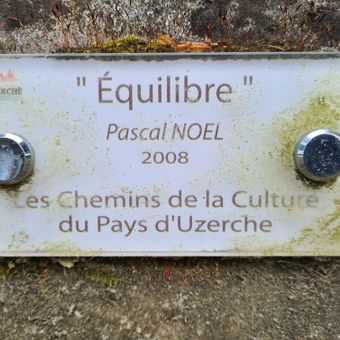 " Équilibre "
Pascal NOEL
2008
Les Chemins de la Culture
du Pays d'Uzerche